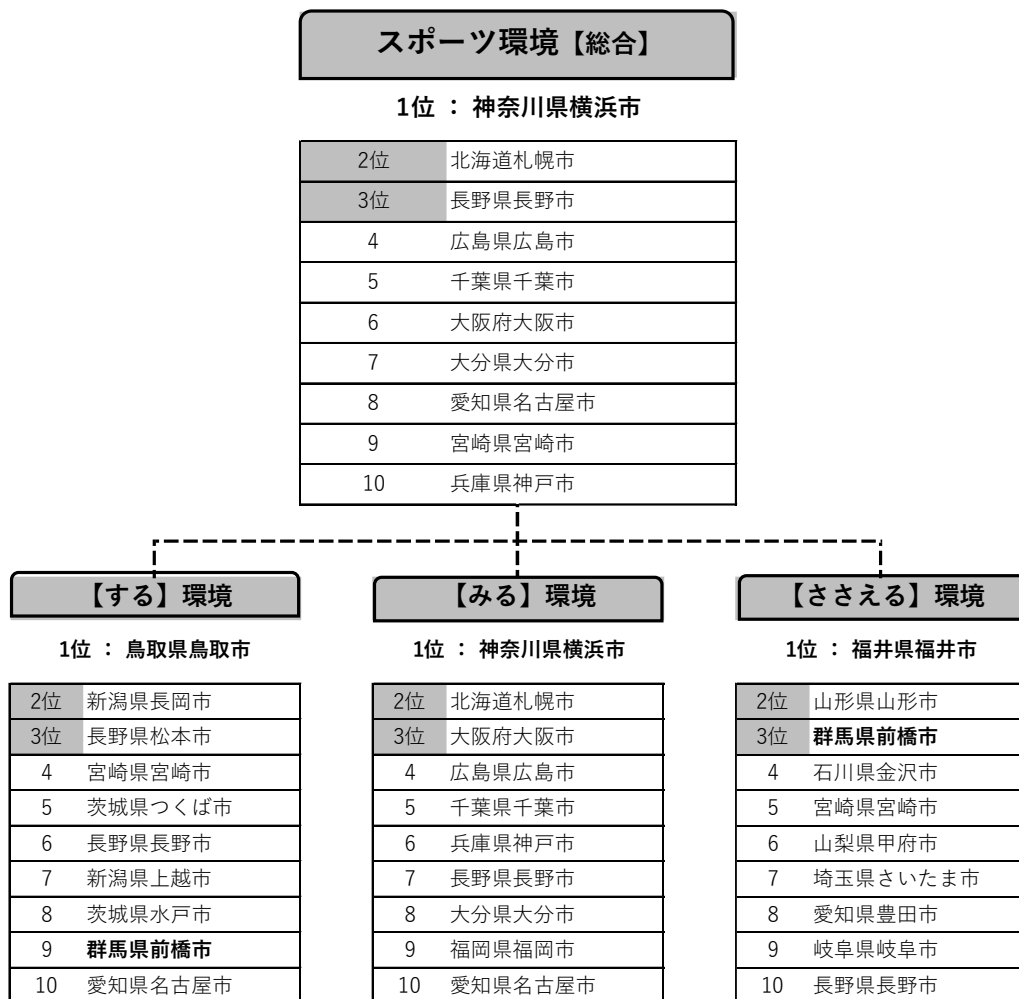 スポーツ環境【総合】
1位 ： 神奈川県横浜市
2位 北海道札幌市
3位 長野県長野市
4 広島県広島市
5 千葉県千葉市
6 大阪府大阪市
7 大分県大分市
8 愛知県名古屋市
9 宮崎県宮崎市
10 兵庫県神戸市
【する】環境
1位 ： 鳥取県鳥取市
2位 新潟県長岡市
3位 長野県松本市
4 宮崎県宮崎市
5 茨城県つくば市
6 長野県長野市
7 新潟県上越市
8 茨城県水戸市
9 群馬県前橋市
10 愛知県名古屋市
【みる】環境
1位 ： 神奈川県横浜市
2位 北海道札幌市
3位 大阪府大阪市
4 広島県広島市
5 千葉県千葉市
6 兵庫県神戸市
7 長野県長野市
8 大分県大分市
9 福岡県福岡市
10 愛知県名古屋市
【ささえる】環境
1位 ： 福井県福井市
2位 山形県山形市
3位 群馬県前橋市
4 石川県金沢市
5 宮崎県宮崎市
6 山梨県甲府市
7 埼玉県さいたま市
8 愛知県豊田市
9 岐阜県岐阜市
10 長野県長野市